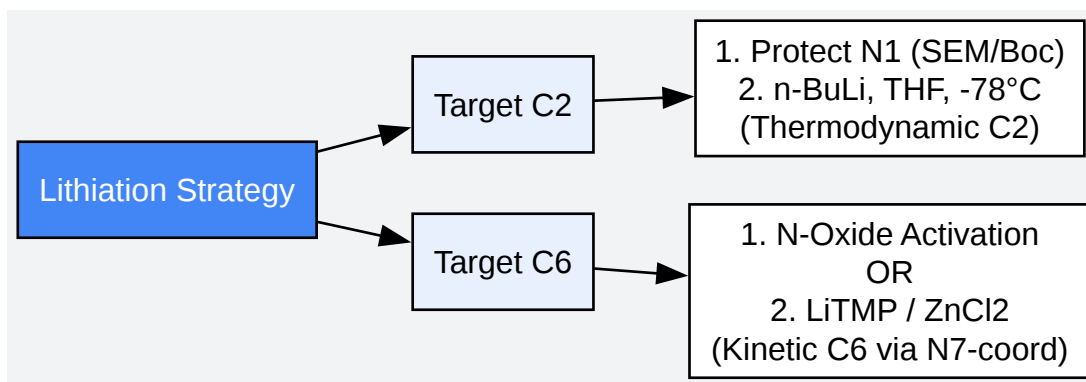 Lithiation Strategy
Target C2
1. Protect N1 (SEM/Boc)
2. n-BuLi, THF, -78°C
(Thermodynamic C2)
Target C6
1. N-Oxide Activation
OR
2. LiTMP / ZnCl2
(Kinetic C6 via N7-coord)